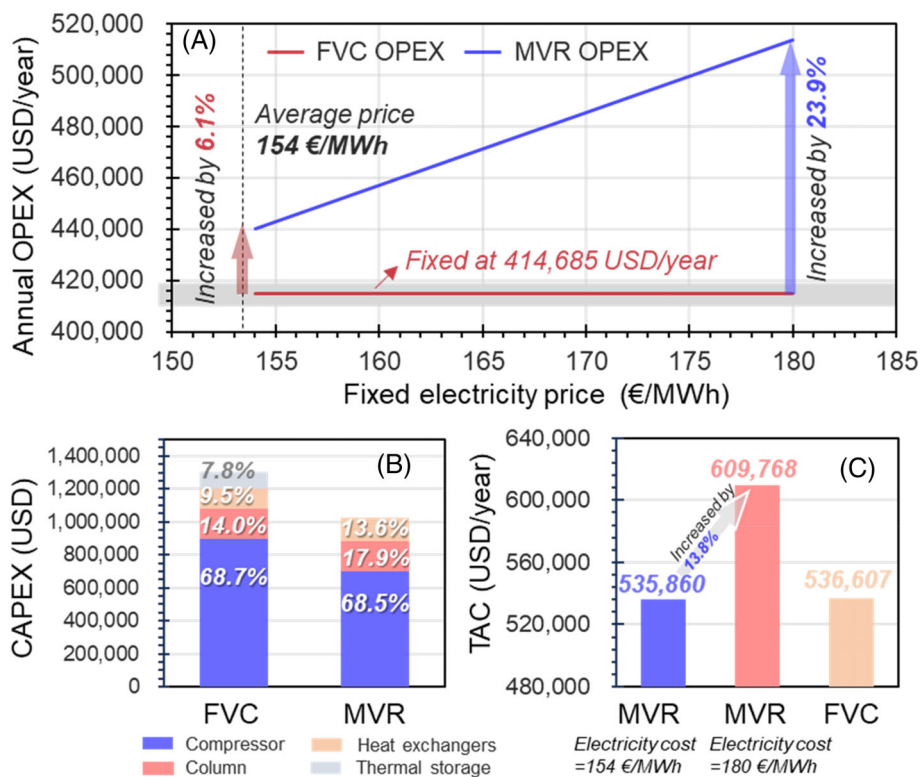 (A)
FVC OPEX MVR OPEX
Annual OPEX (USD/year)
520,000
500,000
480,000
460,000
440,000
420,000
400,000
Increased by 6.1%
Average price
154 €/MWh
Fixed at 414,685 USD/year
Increased by 23.9%
150 155 160 165 170 175 180 185
Fixed electricity price (€/MWh)
(B)
CAPEX (USD)
1,400,000
1,200,000
1,000,000
800,000
600,000
400,000
200,000
0
7.8%
9.5%
14.0%
68.7%
13.6%
17.9%
68.5%
FVC MVR
Compressor Heat exchangers
Column Thermal storage
(C)
TAC (USD/year)
640,000
600,000
560,000
520,000
480,000
609,768
Increased by
13.8%
535,860
536,607
MVR MVR FVC
Electricity cost Electricity cost
=154 €/MWh =180 €/MWh